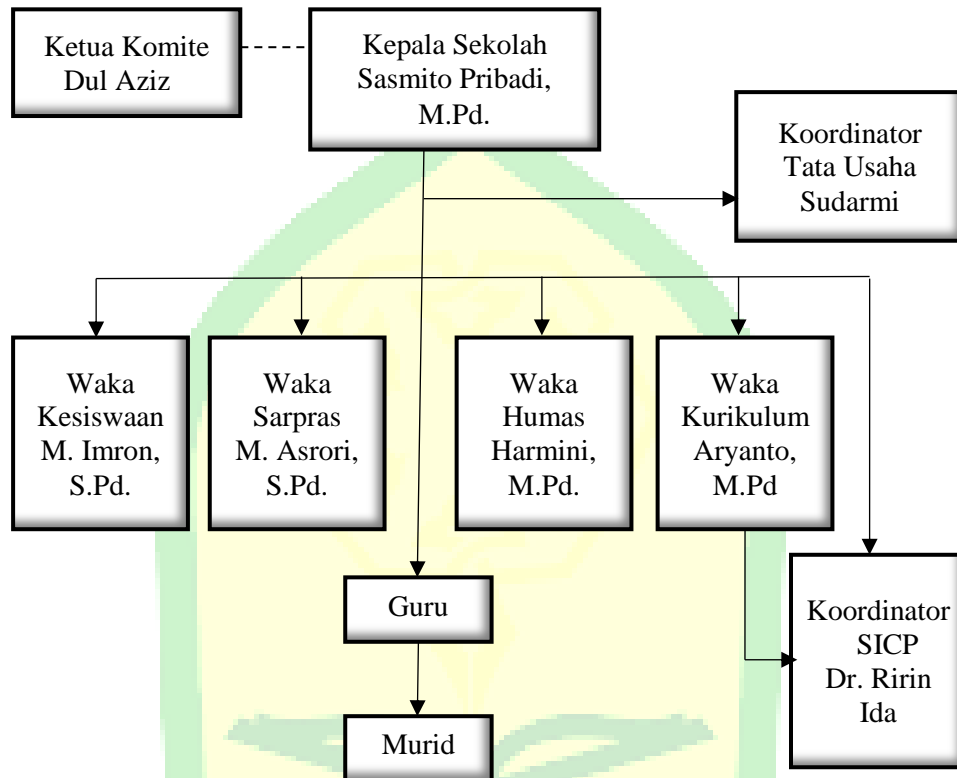 Ketua Komite
Dul Aziz
Kepala Sekolah
Sasmito Pribadi,
M.Pd.
Koordinator
Tata Usaha
Sudarmi
Waka
Kesiswaan
M. Imron,
S.Pd.
Waka
Sarpras
M. Asrori,
S.Pd.
Waka
Humas
Harmini,
M.Pd.
Waka
Kurikulum
Aryanto,
M.Pd
Guru
Koordinator
SICP
Dr. Ririn
Ida
Murid